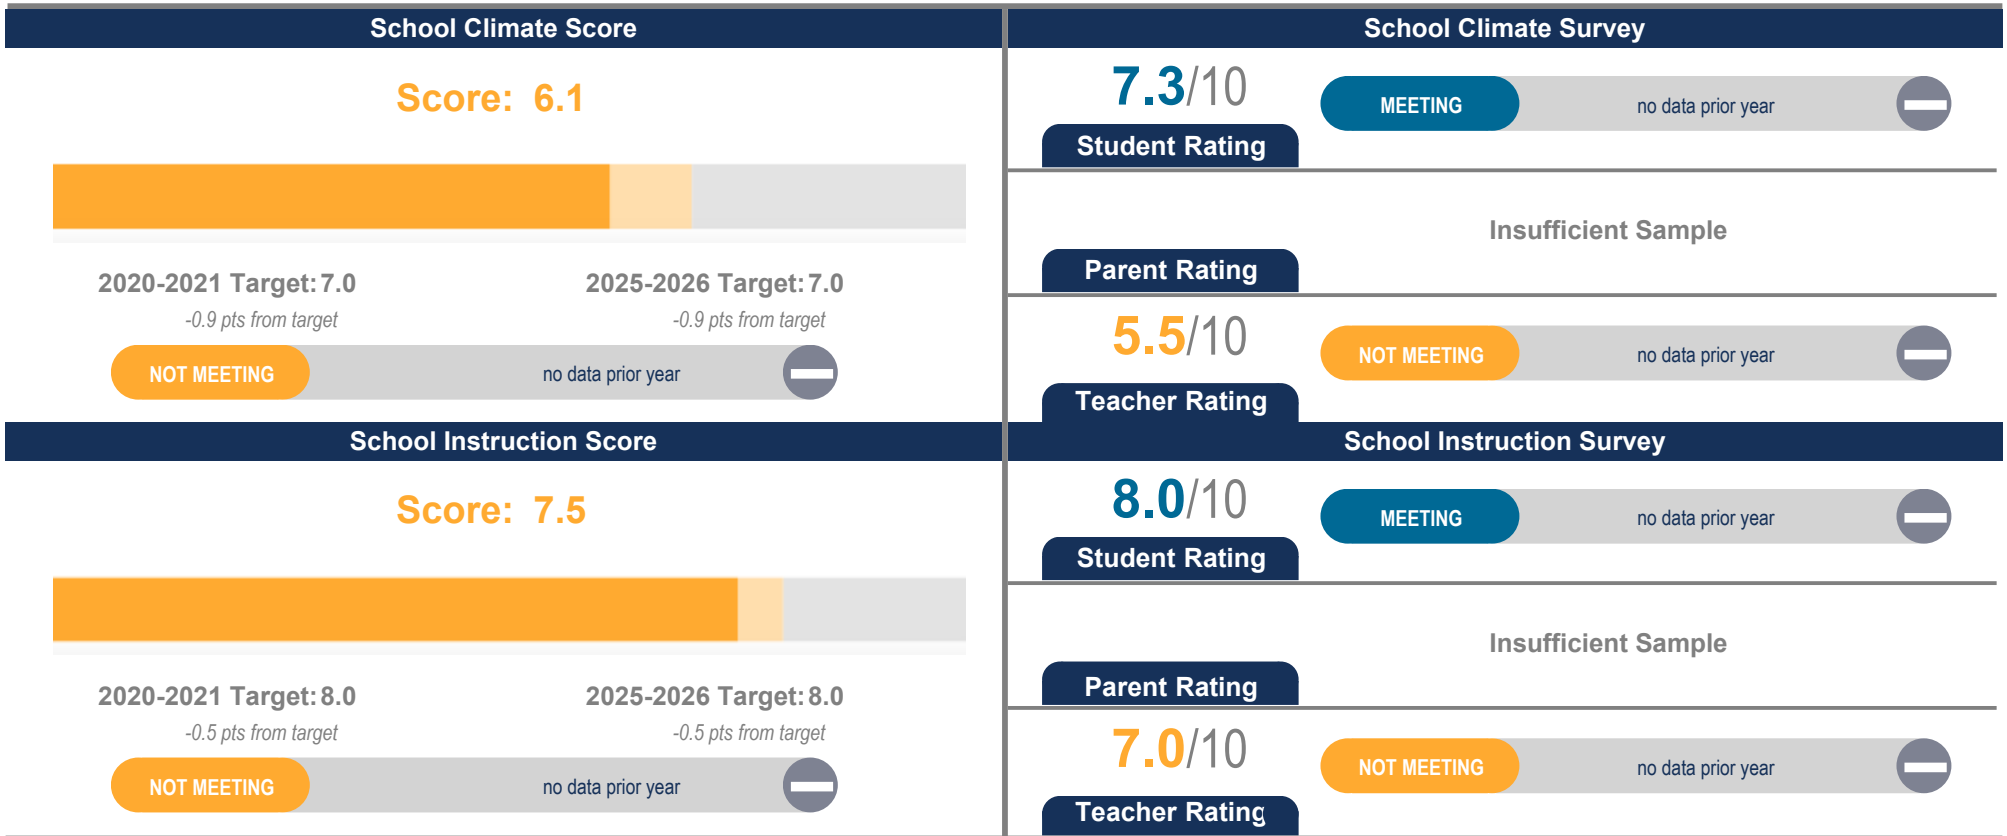 School Climate Score
Score: 6.1
2020-2021 Target: 7.0
2025-2026 Target: 7.0
-0.9 pts from target
-0.9 pts from target
NOT MEETING
no data prior year
School Climate Survey
7.3/10
MEETING
no data prior year
Student Rating
Insufficient Sample
Parent Rating
5.5/10
NOT MEETING
no data prior year
Teacher Rating
School Instruction Score
Score: 7.5
2020-2021 Target: 8.0
2025-2026 Target: 8.0
-0.5 pts from target
-0.5 pts from target
NOT MEETING
no data prior year
School Instruction Survey
8.0/10
MEETING
no data prior year
Student Rating
Insufficient Sample
Parent Rating
7.0/10
NOT MEETING
no data prior year
Teacher Rating